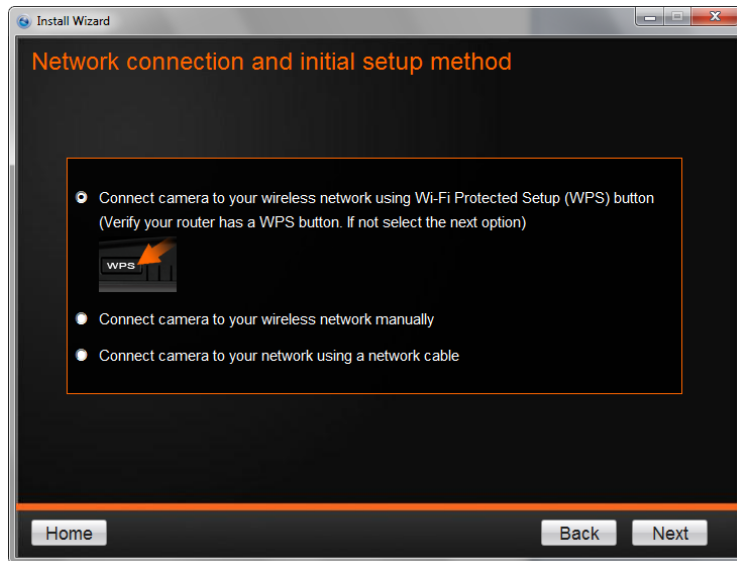 Install Wizard
Network connection and initial setup method
Connect camera to your wireless network using Wi-Fi Protected Setup (WPS) button
(Verify your router has a WPS button. If not select the next option)
WPS
Connect camera to your wireless network manually
Connect camera to your network using a network cable
Home
Back
Next